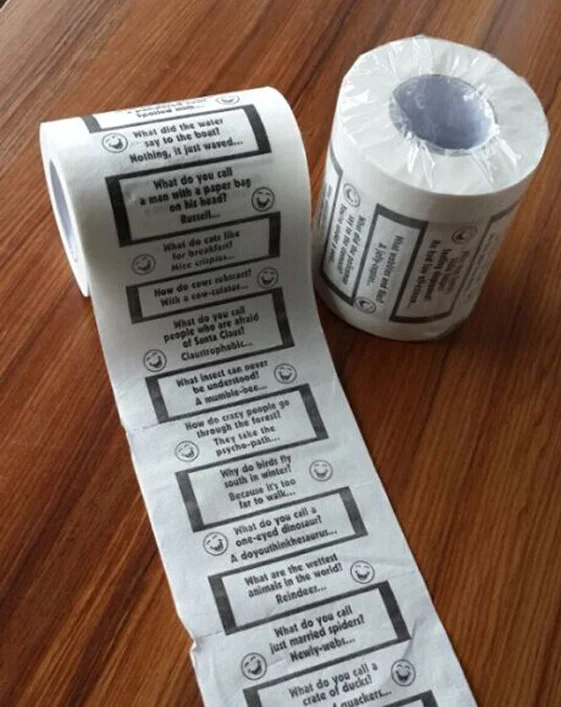 Spoiled milk...
What did the water
say to the boat?
Nothing, it just waved...
What do you call
a man with a paper bag
on his head?
Russell...
What do cats like
for breakfast?
Mice crispies...
How do cows subtract?
With a cow-culator...
What do you call
people who are afraid
of Santa Claus?
Claustrophobic...
What insect can never
be understood?
A mumble-bee...
How do crazy people go
through the forest?
They take the
psycho-path...
Why do birds fly
south in winter?
Because it's too
far to walk...
What do you call a
one-eyed dinosaur?
A doyouthinkhesaurus...
What are the wettest
animals in the world?
Reindeer...
What do you call
just married spiders?
Newly-webs...
What do you call a
crate of ducks?
quackers...